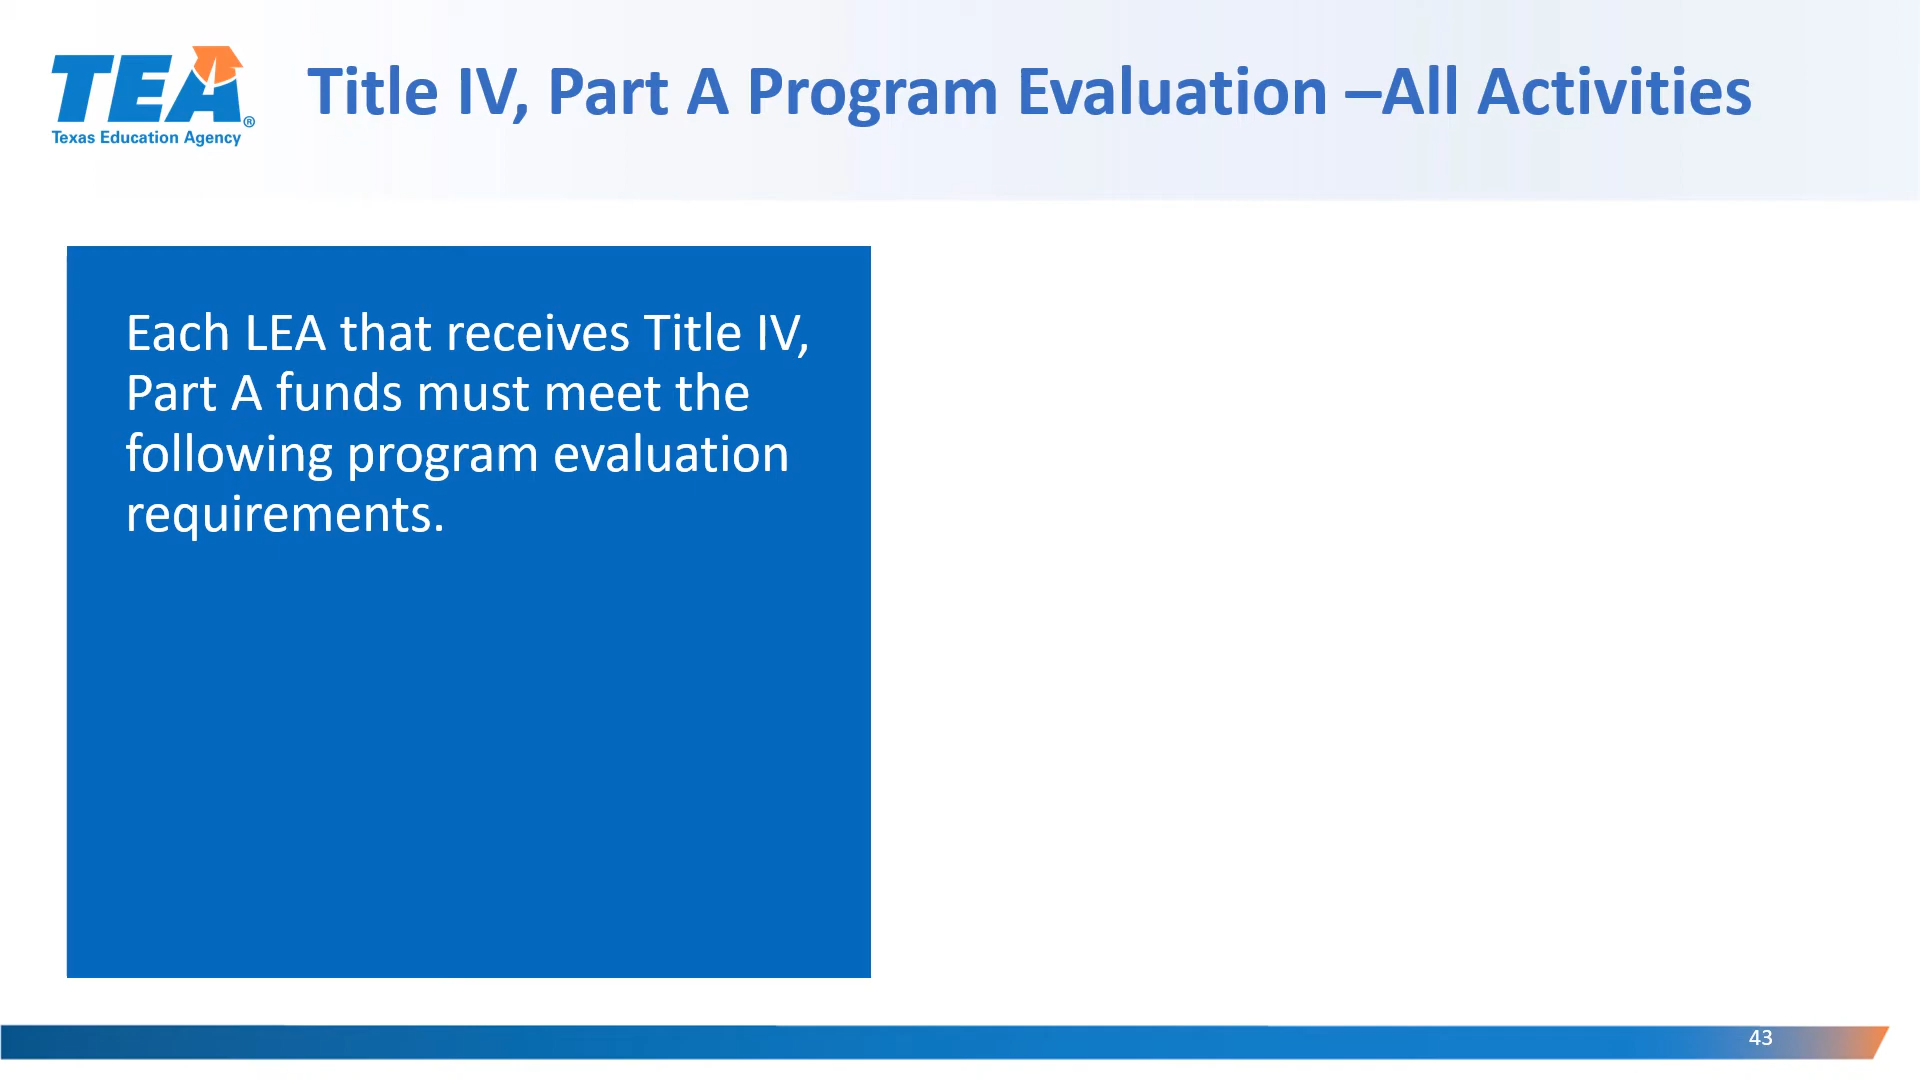 TEA®
Texas Education Agency
Title IV, Part A Program Evaluation –All Activities
Each LEA that receives Title IV,
Part A funds must meet the
following program evaluation
requirements.
43